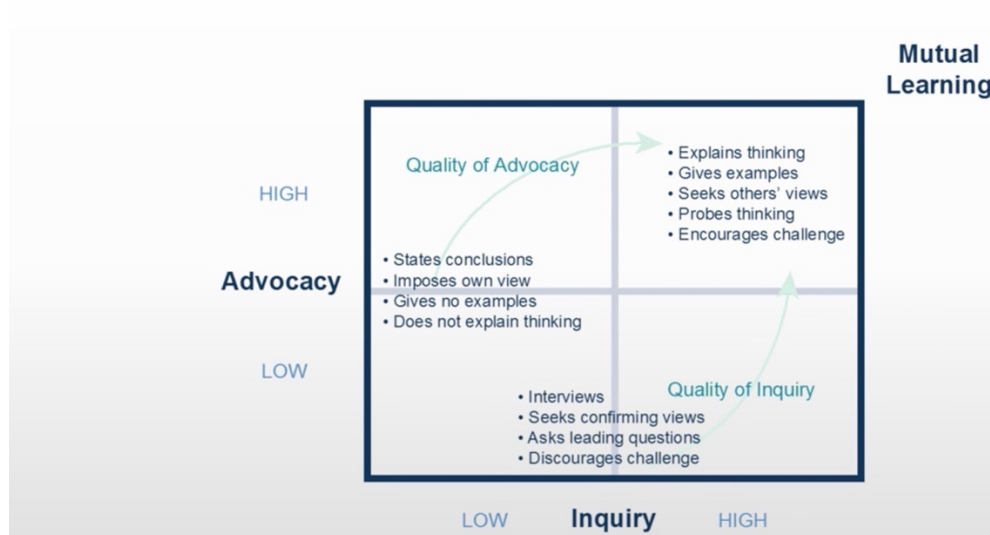 Mutual
Learning
Quality of Advocacy
• Explains thinking
• Gives examples
• Seeks others' views
• Probes thinking
• Encourages challenge
HIGH
• States conclusions
• Imposes own view
• Gives no examples
• Does not explain thinking
Advocacy
LOW
Quality of Inquiry
• Interviews
• Seeks confirming views
• Asks leading questions
• Discourages challenge
LOW
Inquiry
HIGH